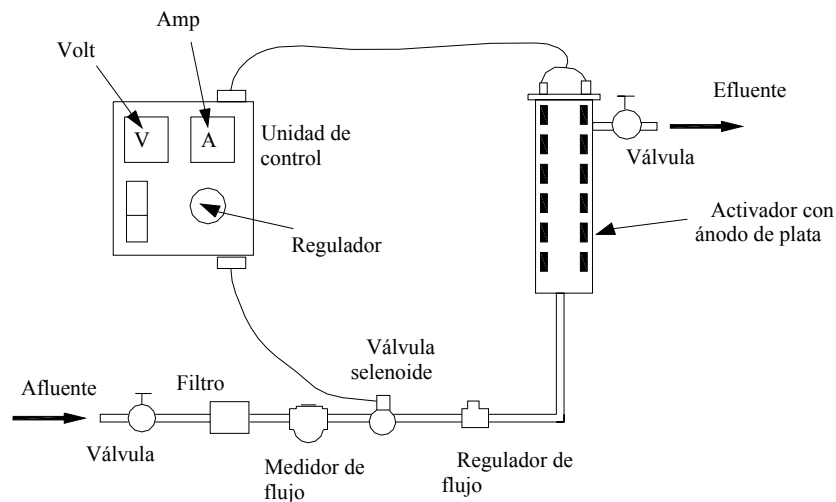 Amp
Volt
V
A
Unidad de
control
Regulador
Efluente
Válvula
Activador con
ánodo de plata
Válvula
selenoide
Afluente
Filtro
Válvula
Medidor de
flujo
Regulador de
flujo